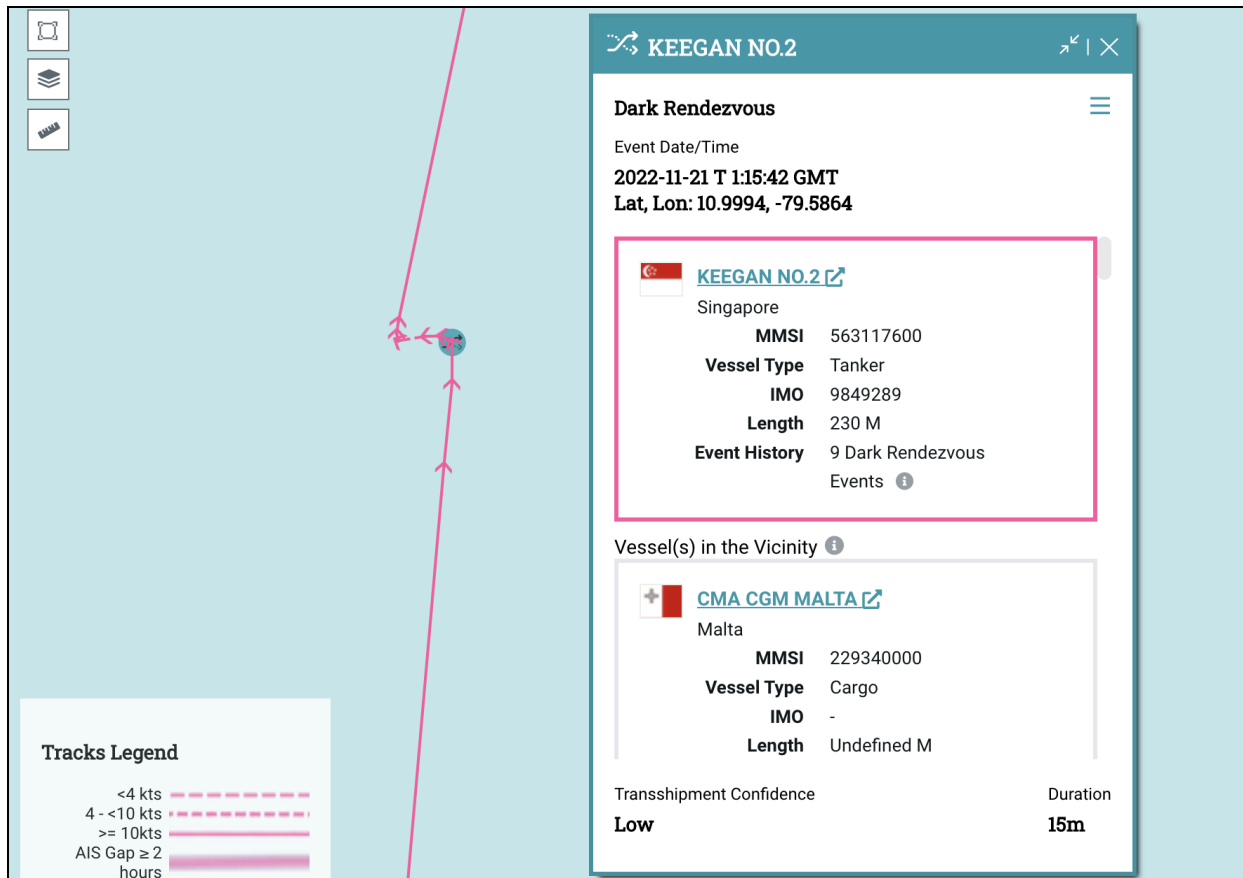 KEEGAN NO.2
Dark Rendezvous
Event Date/Time
2022-11-21 T 1:15:42 GMT
Lat, Lon: 10.9994, -79.5864
KEEGAN NO.2
Singapore
MMSI 563117600
Vessel Type Tanker
IMO 9849289
Length 230 M
Event History 9 Dark Rendezvous
Events
Vessel(s) in the Vicinity
CMA CGM MALTA
Malta
MMSI 229340000
Vessel Type Cargo
IMO -
Length Undefined M
Transshipment Confidence Duration
Low 15m
Tracks Legend
<4 kts
4 - <10 kts
>= 10kts
AIS Gap ≥ 2
hours